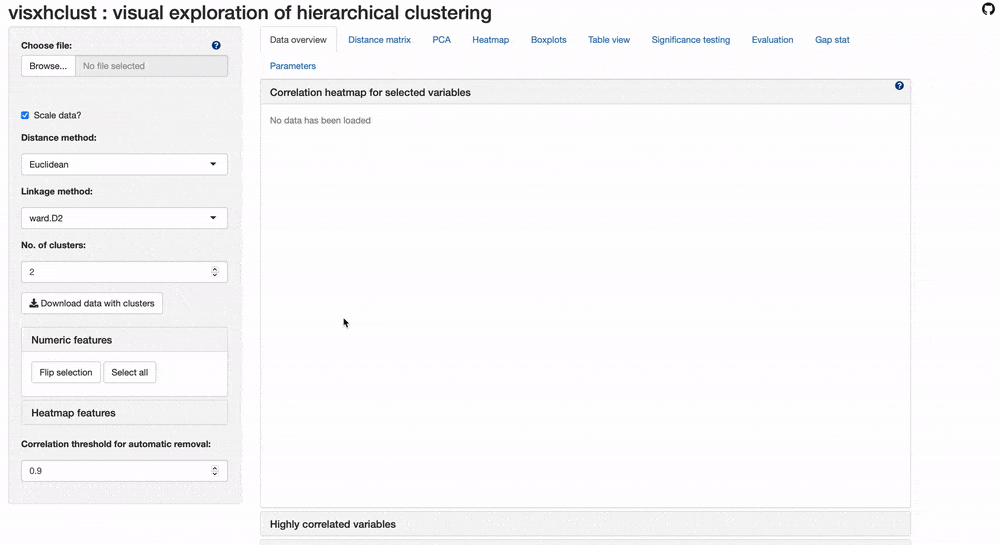 visxhclust : visual exploration of hierarchical clustering
Choose file:
Browse... No file selected
Scale data?
Distance method:
Euclidean
Linkage method:
ward.D2
No. of clusters:
2
Download data with clusters
Numeric features
Flip selection Select all
Heatmap features
Correlation threshold for automatic removal:
0.9
Data overview Distance matrix PCA Heatmap Boxplots Table view Significance testing Evaluation Gap stat
Parameters
Correlation heatmap for selected variables
No data has been loaded
Highly correlated variables